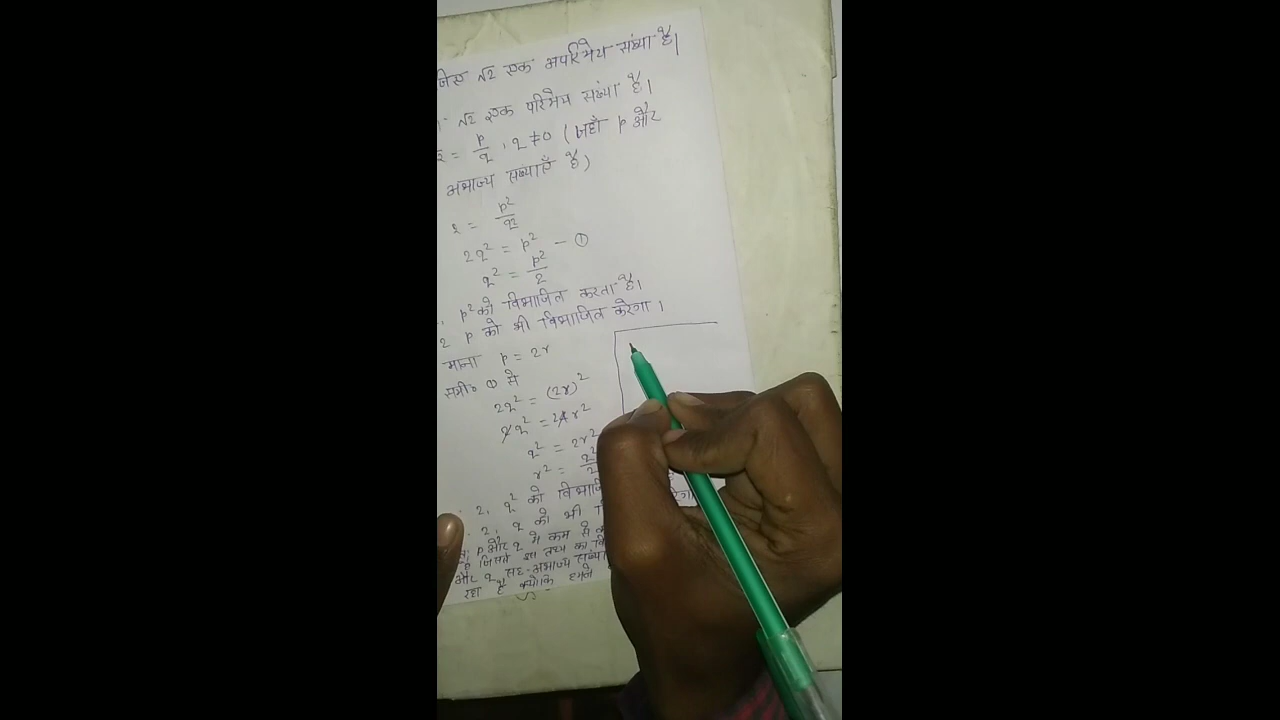 √2 एक अपरिमेय संख्या है।
√2 एक परिमेय संख्या है।
= p/q , q ≠ 0 (जहाँ p और
अभाज्य संख्याएँ है)
2 = p²/q²
2q² = p² - ①
q² = p²/2
p² को विभाजित करता है।
2 p को भी विभाजित करेगा।
माना p = 2r
समी० ① से
2q² = (2r)²
2q² = 24r²
q² = 2r²
r² = q²/2
2, q² को
2, q को भी
p और q में कम से
जिससे इस तथ्य का
और q सह-अभाज्य
रहा है क्योकि हमने